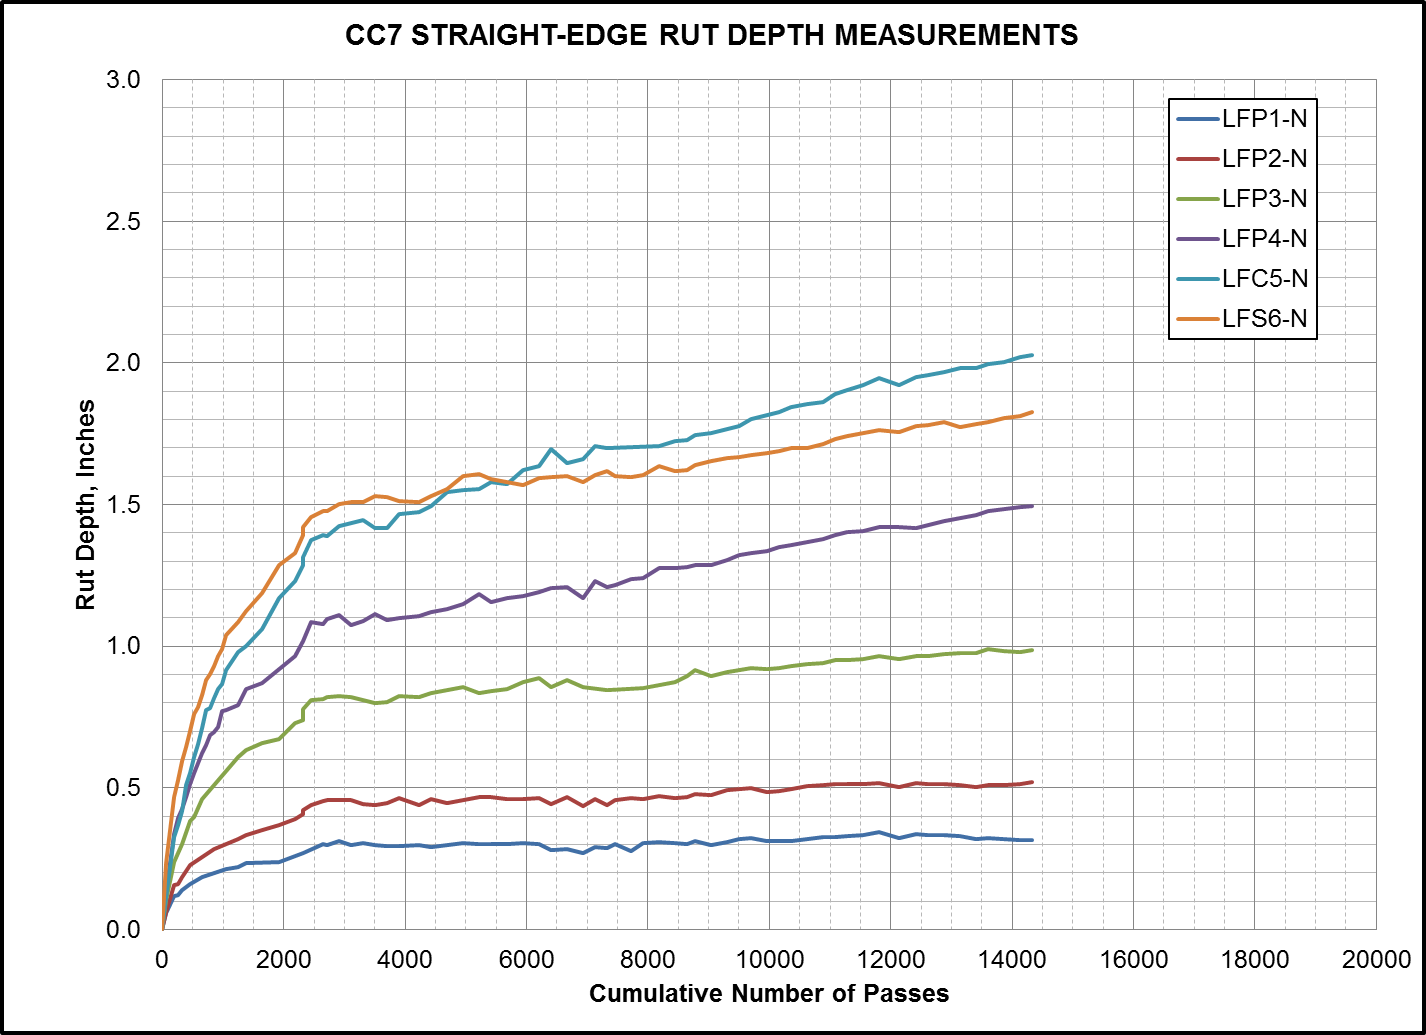 CC7 STRAIGHT-EDGE RUT DEPTH MEASUREMENTS
3.0
2.5
2.0
1.5
1.0
0.5
0.0
Rut Depth, Inches
LFP1-N
LFP2-N
LFP3-N
LFP4-N
LFC5-N
LFS6-N
0 2000 4000 6000 8000 10000 12000 14000 16000 18000 20000
Cumulative Number of Passes